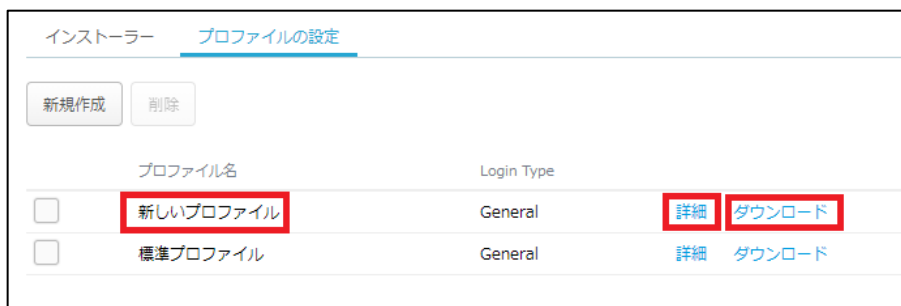 インストーラー プロファイルの設定
新規作成 削除
プロファイル名 Login Type
新しいプロファイル General 詳細 ダウンロード
標準プロファイル General 詳細 ダウンロード